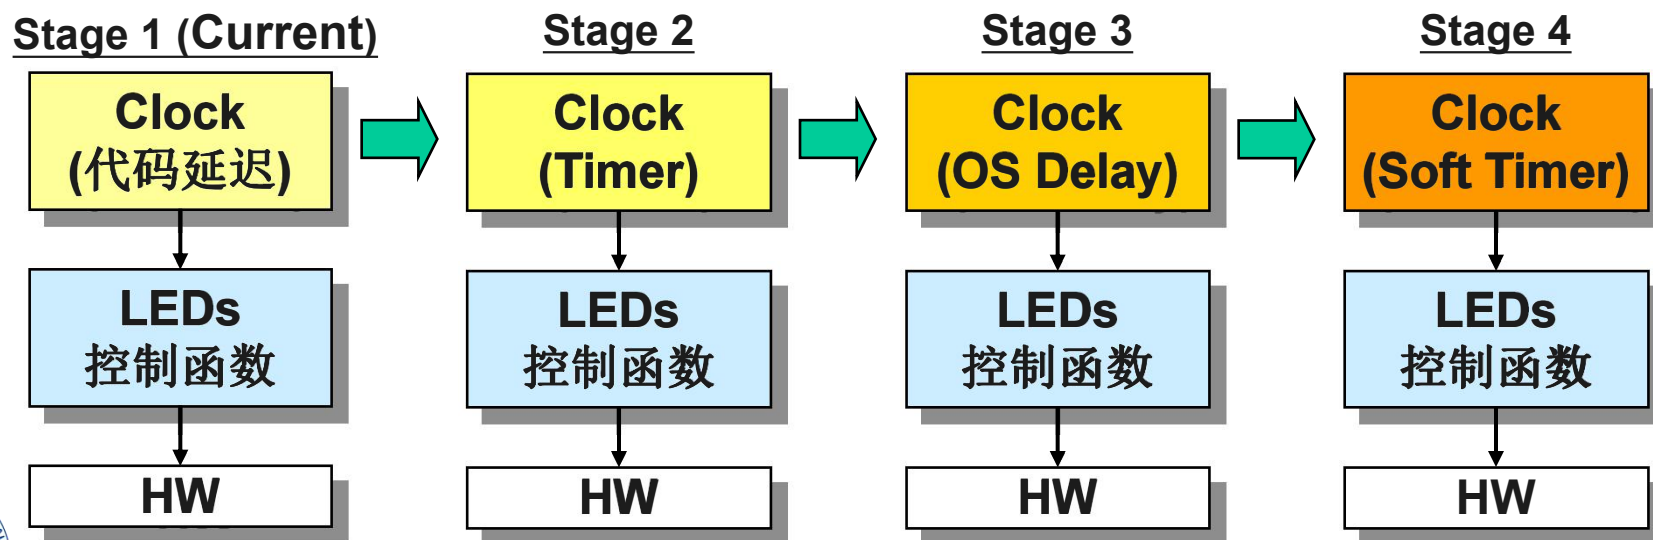 Stage 1 (Current)
Stage 2
Stage 3
Stage 4
Clock
(代码延迟)
Clock
(Timer)
Clock
(OS Delay)
Clock
(Soft Timer)
LEDs
控制函数
LEDs
控制函数
LEDs
控制函数
LEDs
控制函数
HW
HW
HW
HW